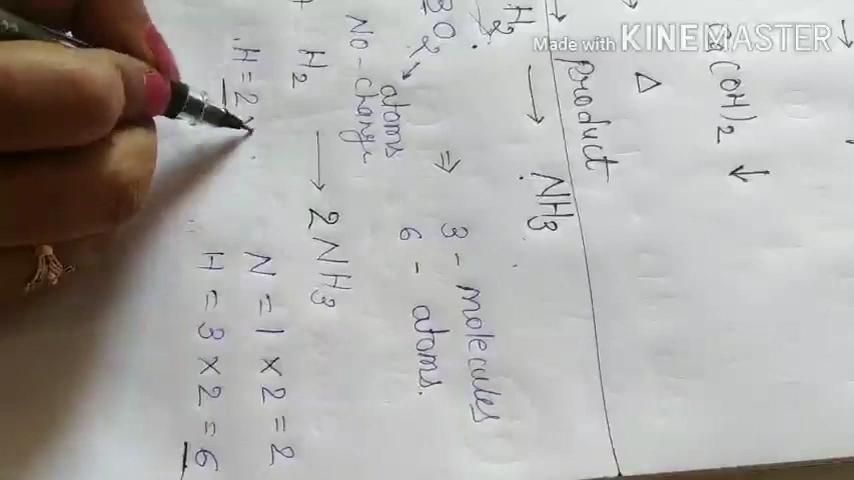 Made with KINEMASTER
(OH)2 ↓
Δ
Product
H2 → NH3
3O2 ⇒ 3 - molecules
atoms 6 - atoms.
No-change
H2 → 2NH3
N = 1 × 2 = 2
H = 2 H = 3 × 2 = 6